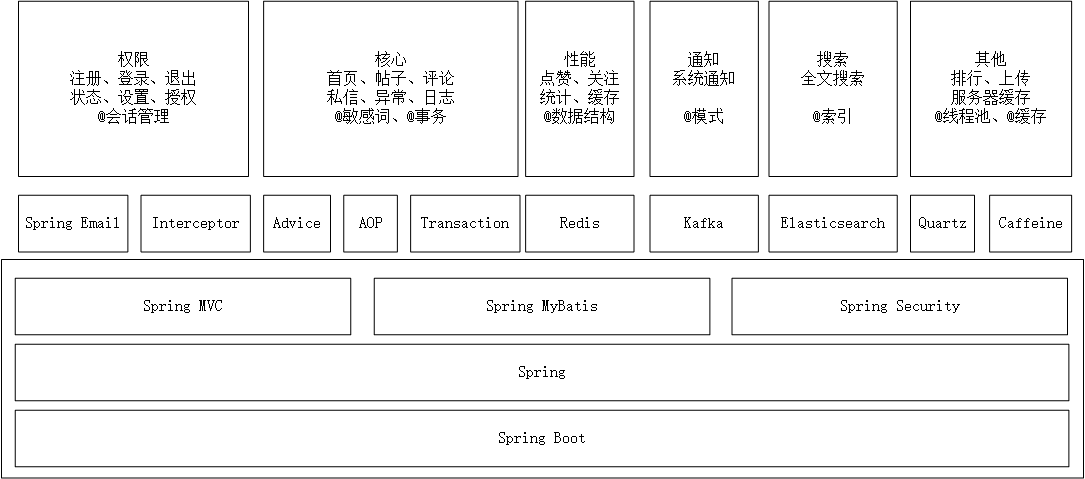 权限
注册、登录、退出
状态、设置、授权
@会话管理
核心
首页、帖子、评论
私信、异常、日志
@敏感词、@事务
性能
点赞、关注
统计、缓存
@数据结构
通知
系统通知
@模式
搜索
全文搜索
@索引
其他
排行、上传
服务器缓存
@线程池、@缓存
Spring Email
Interceptor
Advice
AOP
Transaction
Redis
Kafka
Elasticsearch
Quartz
Caffeine
Spring MVC
Spring MyBatis
Spring Security
Spring
Spring Boot